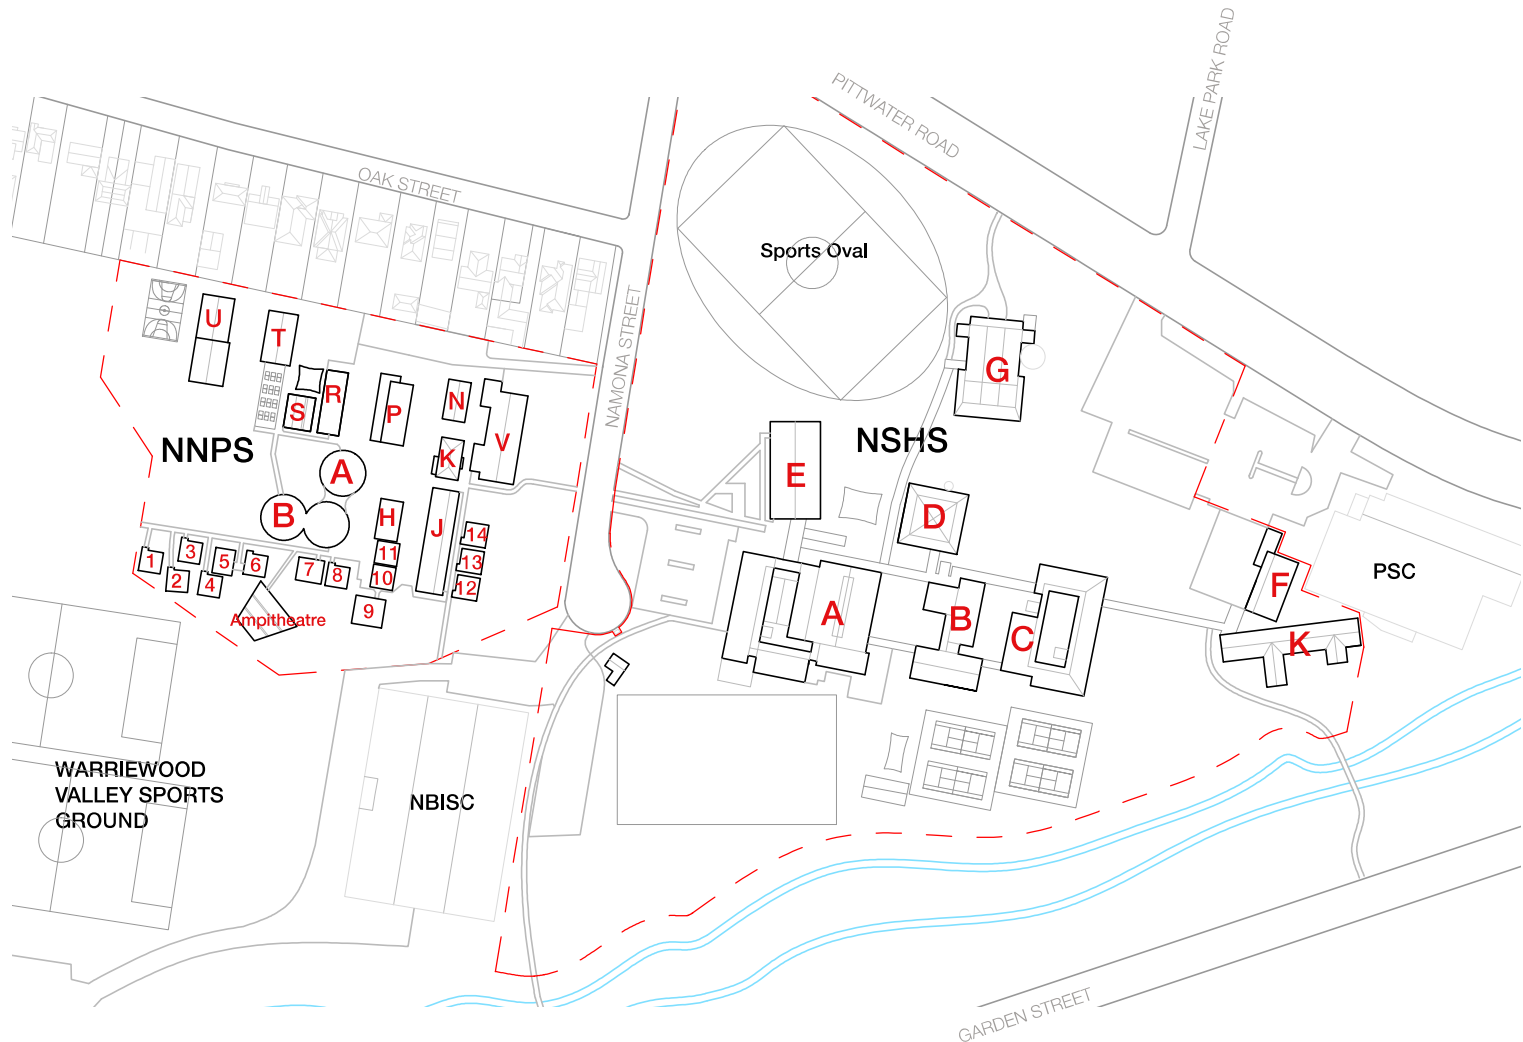 LAKE PARK ROAD
PITTWATER ROAD
OAK STREET
Sports Oval
NAMONA STREET
U
T
R
S
P
N
V
K
NNPS
A
B
H
J
G
NSHS
E
D
14
13
12
11
10
1
3
2
5
4
6
7
8
9
Ampitheatre
A
B
C
F
K
PSC
WARRIEWOOD
VALLEY SPORTS
GROUND
NBISC
GARDEN STREET